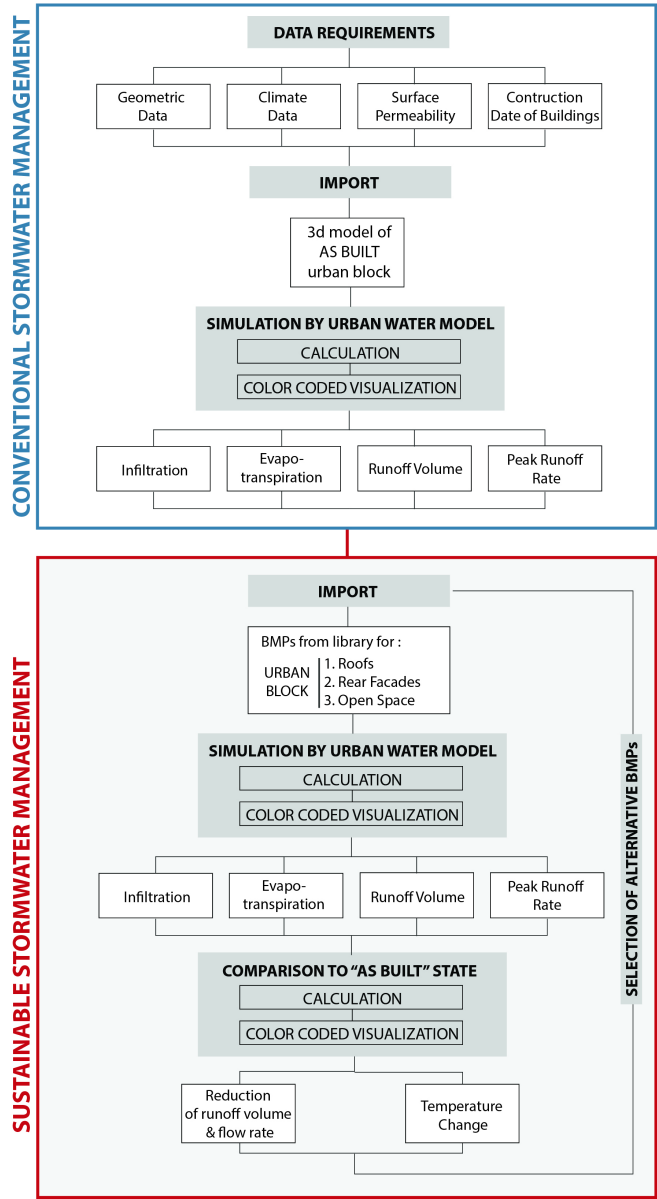 CONVENTIONAL STORMWATER MANAGEMENT
DATA REQUIREMENTS
Geometric
Data
Climate
Data
Surface
Permeability
Contruction
Date of Buildings
IMPORT
3d model of
AS BUILT
urban block
SIMULATION BY URBAN WATER MODEL
CALCULATION
COLOR CODED VISUALIZATION
Infiltration
Evapo-
transpiration
Runoff Volume
Peak Runoff
Rate
SUSTAINABLE STORMWATER MANAGEMENT
IMPORT
BMPs from library for :
URBAN
BLOCK
1. Roofs
2. Rear Facades
3. Open Space
SIMULATION BY URBAN WATER MODEL
CALCULATION
COLOR CODED VISUALIZATION
Infiltration
Evapo-
transpiration
Runoff Volume
Peak Runoff
Rate
COMPARISON TO “AS BUILT” STATE
CALCULATION
COLOR CODED VISUALIZATION
Reduction
of runoff volume
& flow rate
Temperature
Change
SELECTION OF ALTERNATIVE BMPs